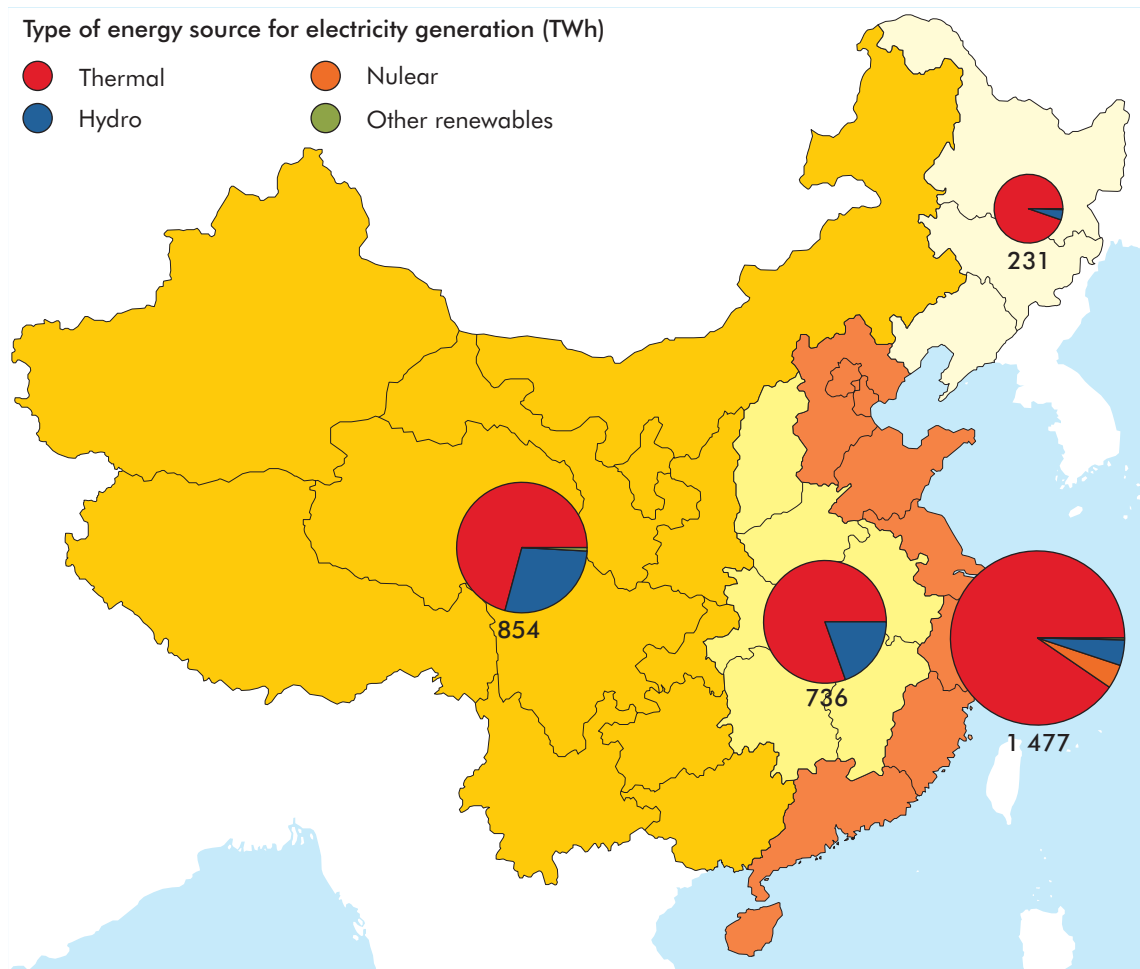 Type of energy source for electricity generation (TWh)
Thermal
Nulear
Hydro
Other renewables
231
854
736
1 477